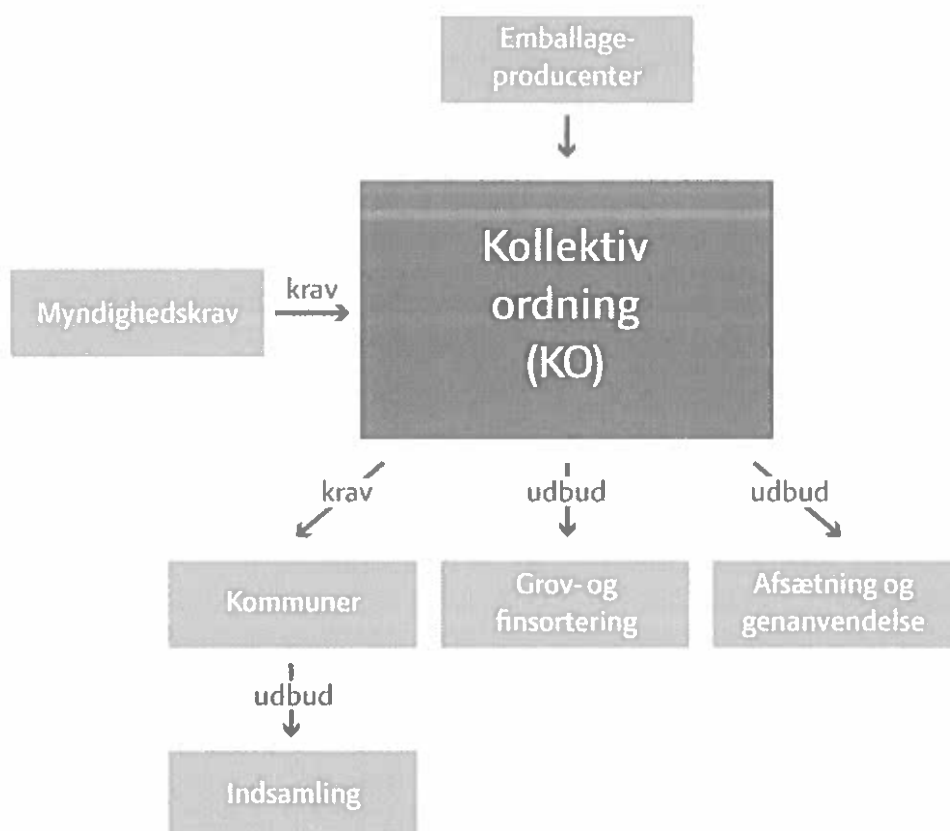 Emballage-
producenter
Kollektiv
ordning
(KO)
krav
Myndighedskrav
krav
udbud
udbud
Kommuner
Grov- og
finsortering
Afsætning og
genanvendelse
udbud
Indsamling